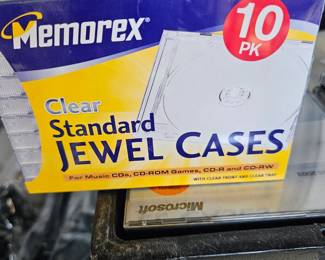 Memorex®
10
PK
Clear
Standard
JEWEL CASES
For Music CDs, CD-ROM Games, CD-R and CD-RW
WITH CLEAR FRONT AND CLEAR TRAY
Microsoft